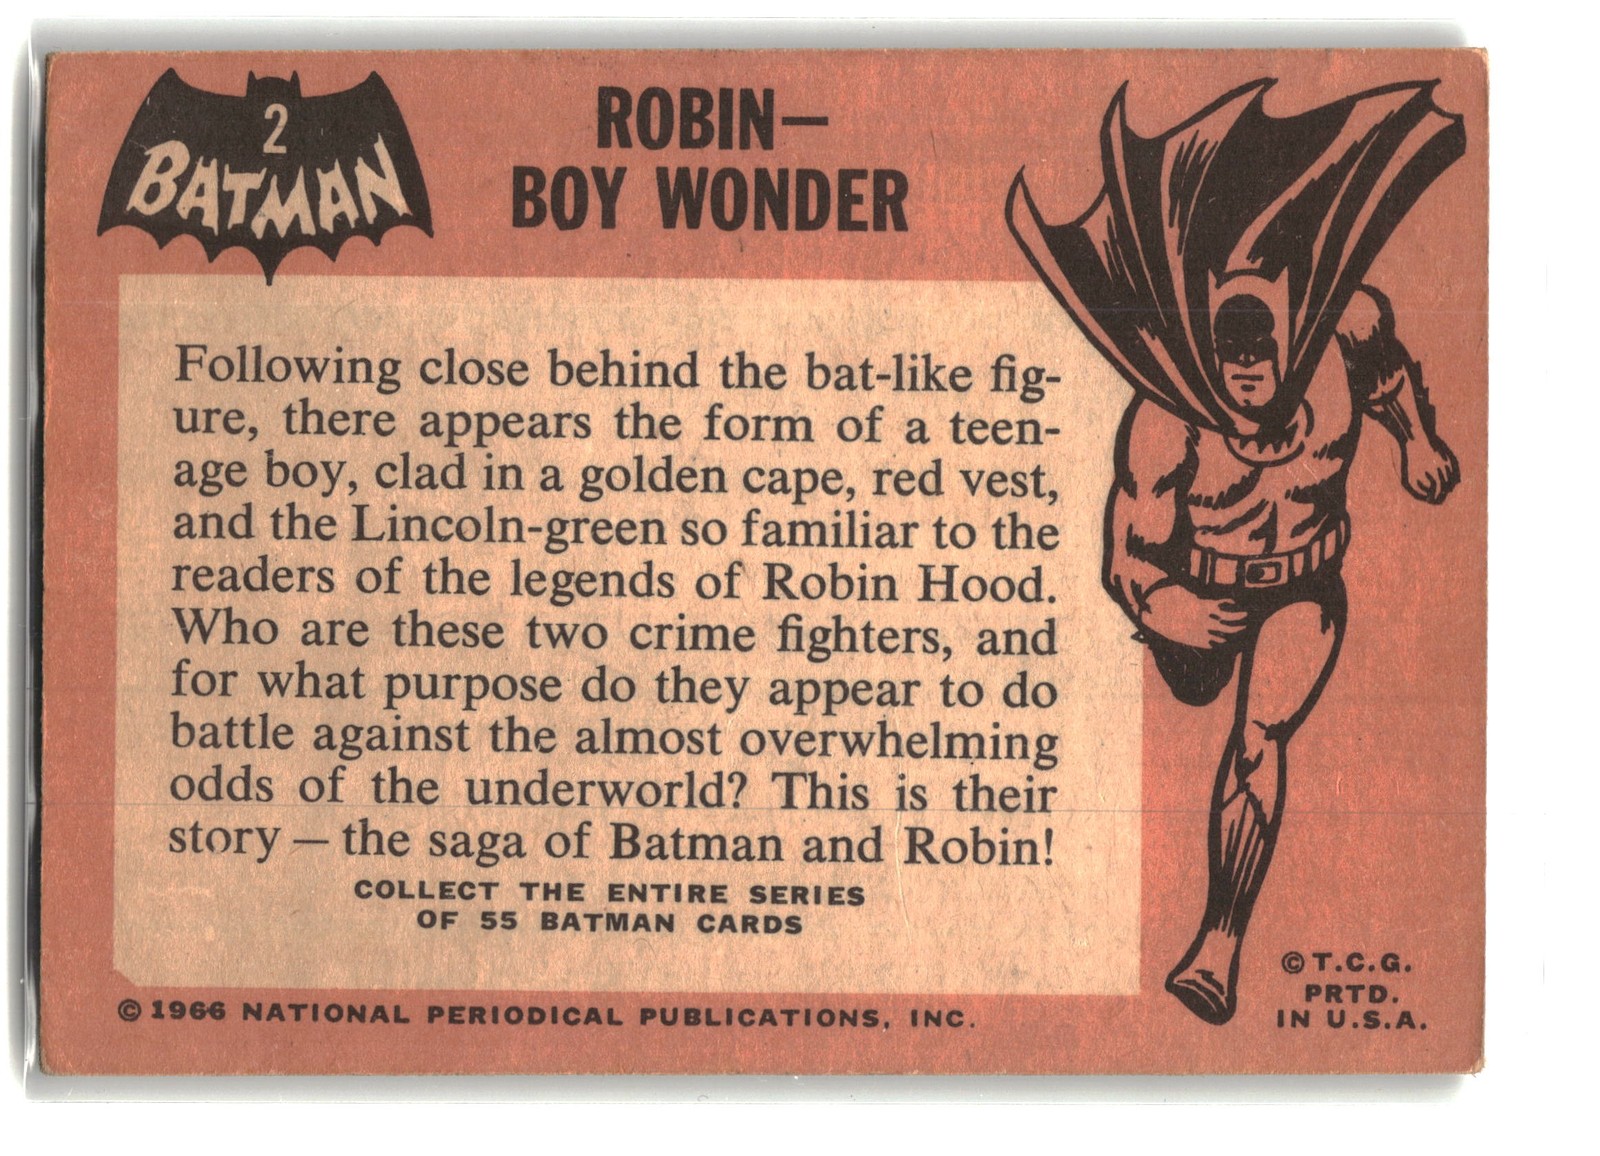 2
BATMAN
ROBIN—
BOY WONDER
Following close behind the bat-like fig-
ure, there appears the form of a teen-
age boy, clad in a golden cape, red vest,
and the Lincoln-green so familiar to the
readers of the legends of Robin Hood.
Who are these two crime fighters, and
for what purpose do they appear to do
battle against the almost overwhelming
odds of the underworld? This is their
story — the saga of Batman and Robin!
COLLECT THE ENTIRE SERIES
OF 55 BATMAN CARDS
© 1966 NATIONAL PERIODICAL PUBLICATIONS, INC.
© T.C.G.
PRTD.
IN U.S.A.